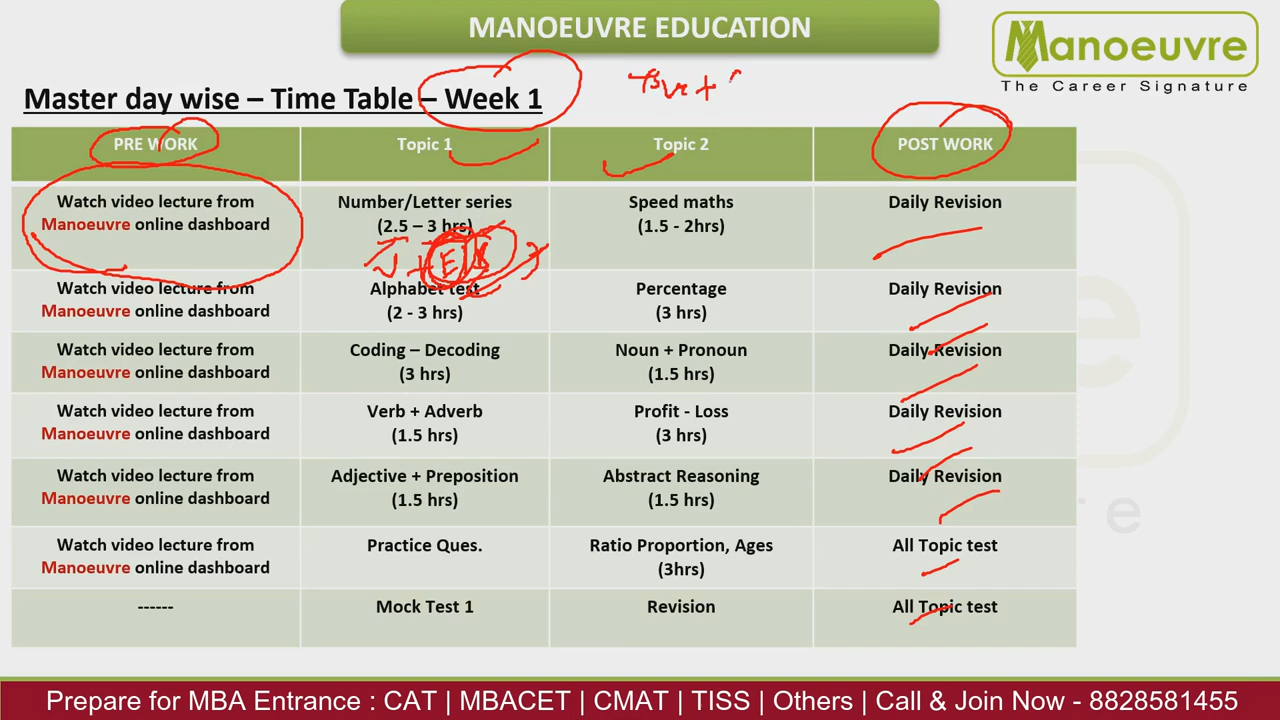 MANOEUVRE EDUCATION
Manoeuvre
The Career Signature
Master day wise – Time Table – Week 1
PRE WORK
Topic 1
Topic 2
POST WORK
Watch video lecture from
Manoeuvre online dashboard
Number/Letter series
(2.5 – 3 hrs)
Speed maths
(1.5 - 2hrs)
Daily Revision
Watch video lecture from
Manoeuvre online dashboard
Alphabet test
(2 - 3 hrs)
Percentage
(3 hrs)
Daily Revision
Watch video lecture from
Manoeuvre online dashboard
Coding – Decoding
(3 hrs)
Noun + Pronoun
(1.5 hrs)
Daily Revision
Watch video lecture from
Manoeuvre online dashboard
Verb + Adverb
(1.5 hrs)
Profit - Loss
(3 hrs)
Daily Revision
Watch video lecture from
Manoeuvre online dashboard
Adjective + Preposition
(1.5 hrs)
Abstract Reasoning
(1.5 hrs)
Daily Revision
Watch video lecture from
Manoeuvre online dashboard
Practice Ques.
Ratio Proportion, Ages
(3hrs)
All Topic test
------
Mock Test 1
Revision
All Topic test
Prepare for MBA Entrance : CAT | MBACET | CMAT | TISS | Others | Call & Join Now - 8828581455